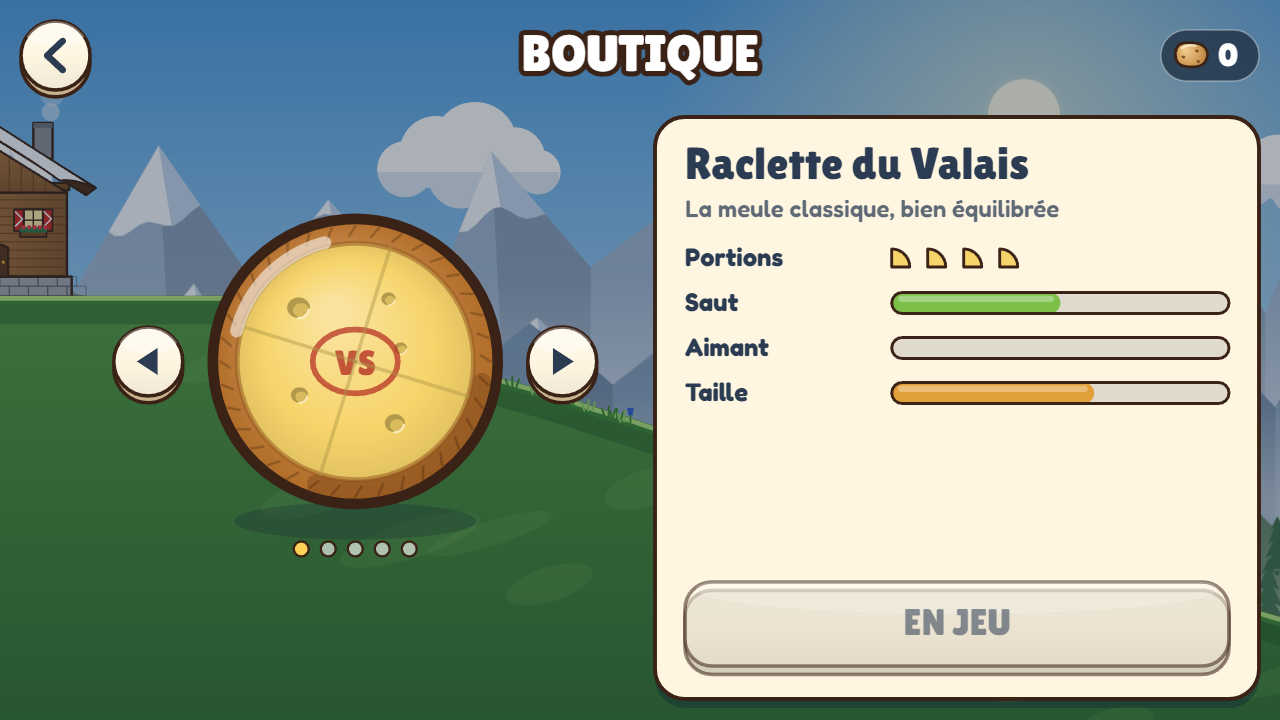 BOUTIQUE
0
Raclette du Valais
La meule classique, bien équilibrée
Portions
Saut
Aimant
Taille
VS
EN JEU